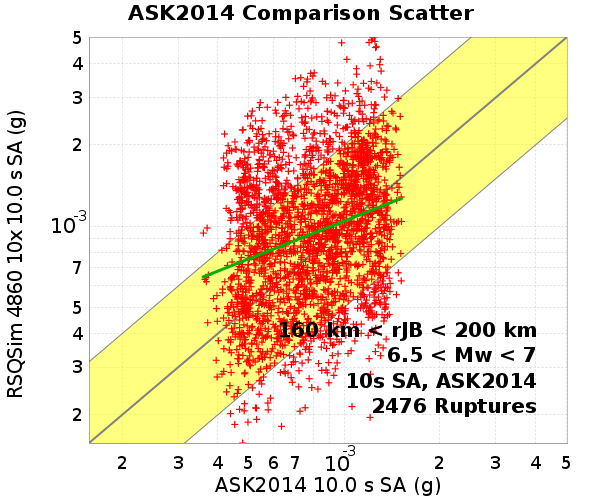 ASK2014 Comparison Scatter
RSQSim 4860 10x 10.0 s SA (g)
5
4
3
2
10-3
7
5
4
3
2
160 km < rJB < 200 km
6.5 < Mw < 7
10s SA, ASK2014
2476 Ruptures
2 3 4 5 6 7 10-3 2 3 4 5
ASK2014 10.0 s SA (g)